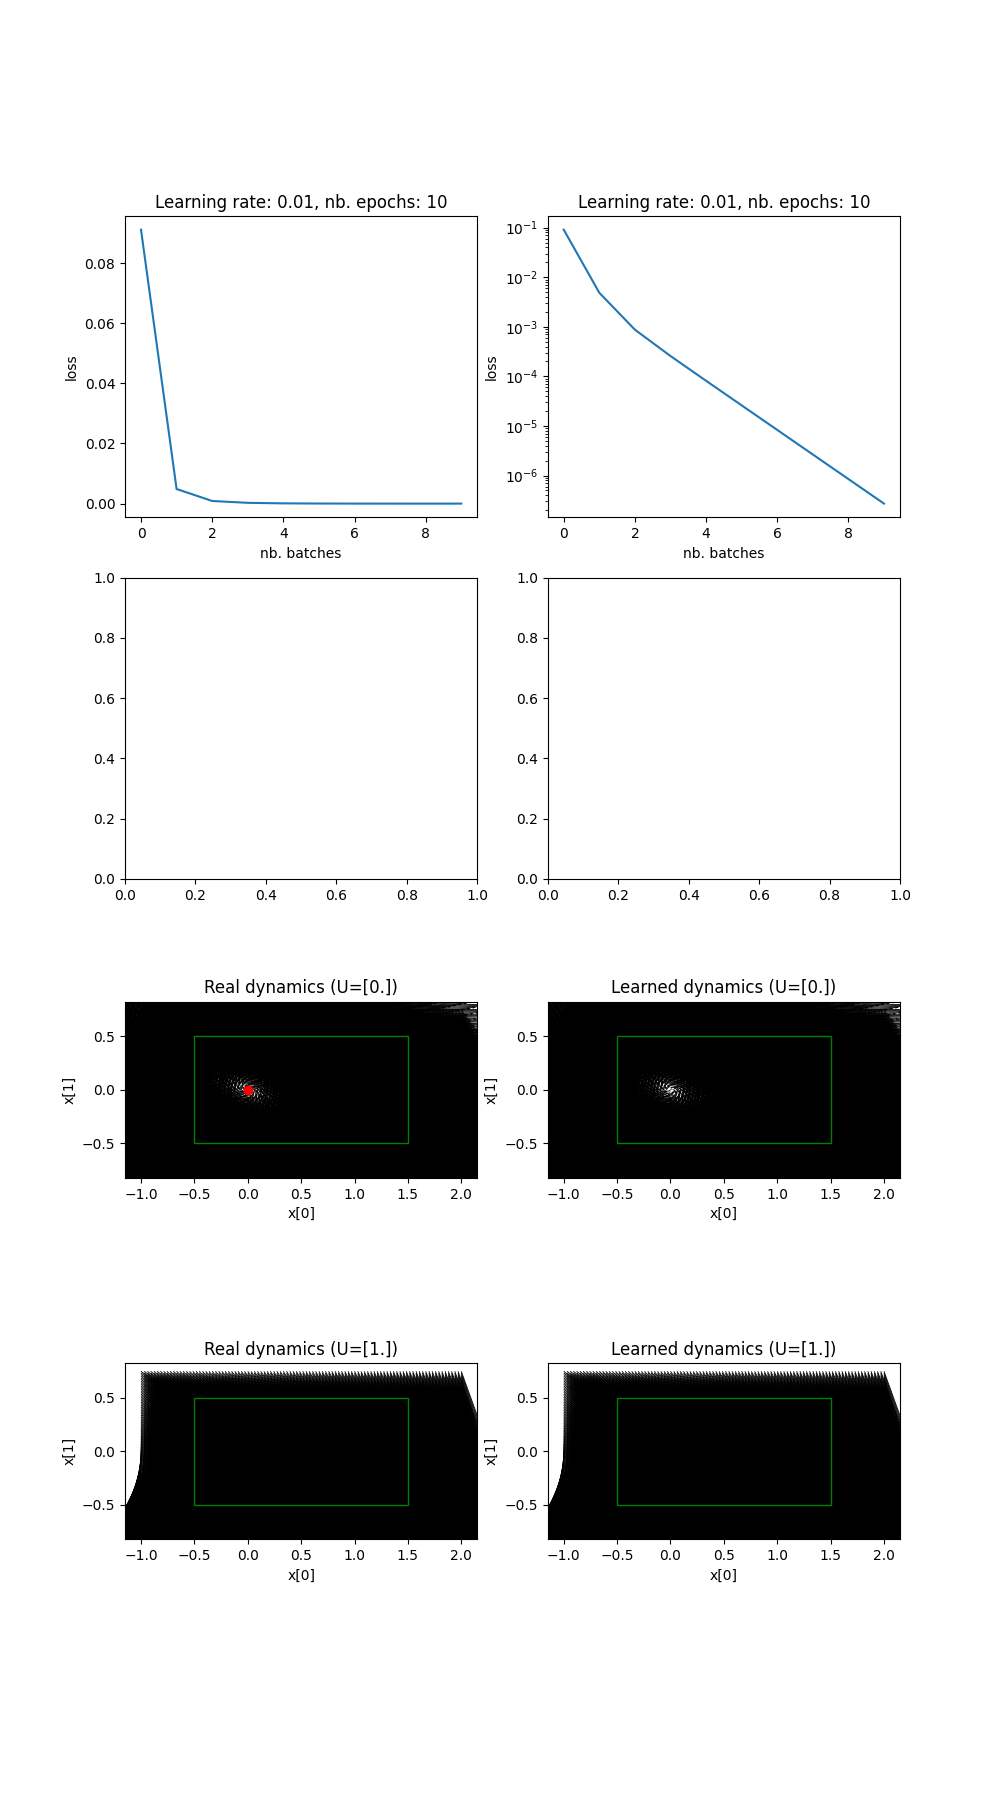 Learning rate: 0.01, nb. epochs: 10
loss
0.08
0.06
0.04
0.02
0.00
0 2 4 6 8
nb. batches
Learning rate: 0.01, nb. epochs: 10
loss
10⁻¹
10⁻²
10⁻³
10⁻⁴
10⁻⁵
10⁻⁶
0 2 4 6 8
nb. batches
1.0
0.8
0.6
0.4
0.2
0.0
0.0 0.2 0.4 0.6 0.8 1.0
1.0
0.8
0.6
0.4
0.2
0.0
0.0 0.2 0.4 0.6 0.8 1.0
Real dynamics (U=[0.])
x[1]
0.5
0.0
−0.5
−1.0 −0.5 0.0 0.5 1.0 1.5 2.0
x[0]
Learned dynamics (U=[0.])
x[1]
0.5
0.0
−0.5
−1.0 −0.5 0.0 0.5 1.0 1.5 2.0
x[0]
Real dynamics (U=[1.])
x[1]
0.5
0.0
−0.5
−1.0 −0.5 0.0 0.5 1.0 1.5 2.0
x[0]
Learned dynamics (U=[1.])
x[1]
0.5
0.0
−0.5
−1.0 −0.5 0.0 0.5 1.0 1.5 2.0
x[0]